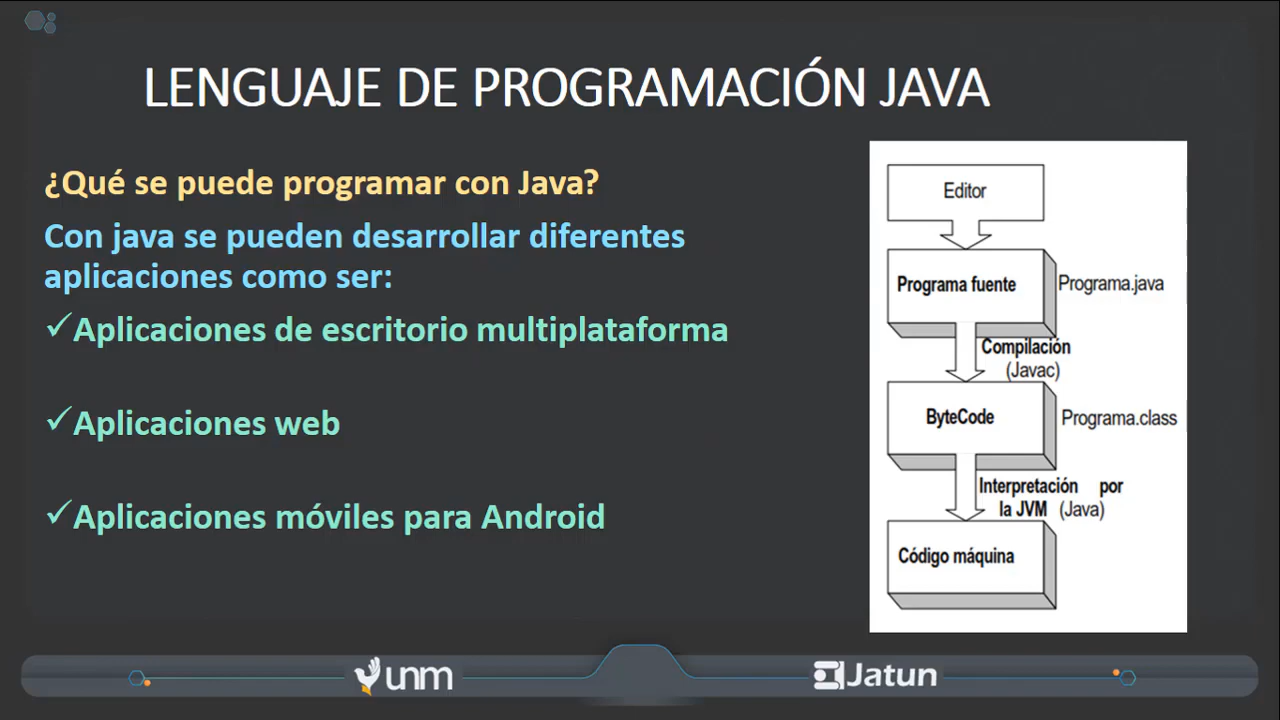 LENGUAJE DE PROGRAMACIÓN JAVA
¿Qué se puede programar con Java?
Con java se pueden desarrollar diferentes
aplicaciones como ser:
✓Aplicaciones de escritorio multiplataforma
✓Aplicaciones web
✓Aplicaciones móviles para Android
Editor
Programa fuente
Programa.java
Compilación
(Javac)
ByteCode
Programa.class
Interpretación por
la JVM (Java)
Código máquina
unm
Jatun